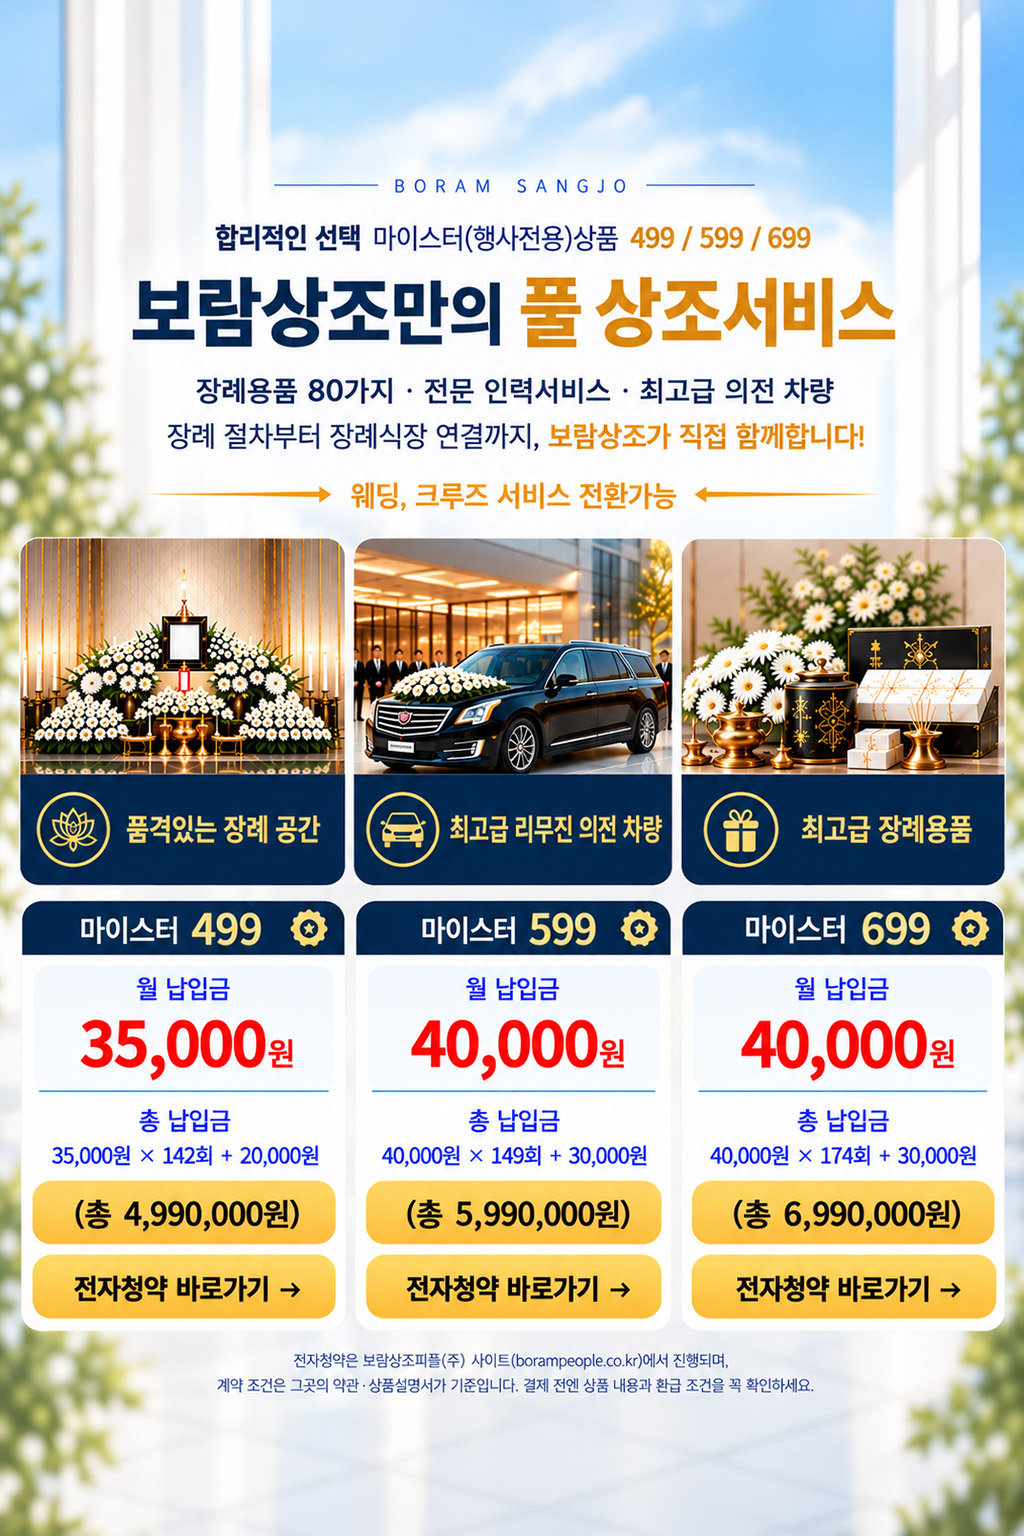 BORAM SANGJO
합리적인 선택 마이스터(행사전용)상품 499 / 599 / 699
보람상조만의 풀 상조서비스
장례용품 80가지 · 전문 인력서비스 · 최고급 의전 차량
장례 절차부터 장례식장 연결까지, 보람상조가 직접 함께합니다!
웨딩, 크루즈 서비스 전환가능
품격있는 장례 공간
최고급 리무진 의전 차량
최고급 장례용품
마이스터 499
월 납입금
35,000원
총 납입금
35,000원 × 142회 + 20,000원
(총 4,990,000원)
전자청약 바로가기 →
마이스터 599
월 납입금
40,000원
총 납입금
40,000원 × 149회 + 30,000원
(총 5,990,000원)
전자청약 바로가기 →
마이스터 699
월 납입금
40,000원
총 납입금
40,000원 × 174회 + 30,000원
(총 6,990,000원)
전자청약 바로가기 →
전자청약은 보람상조피플(주) 사이트(borampeople.co.kr)에서 진행되며,
계약 조건은 그곳의 약관·상품설명서가 기준입니다. 결제 전엔 상품 내용과 환급 조건을 꼭 확인하세요.